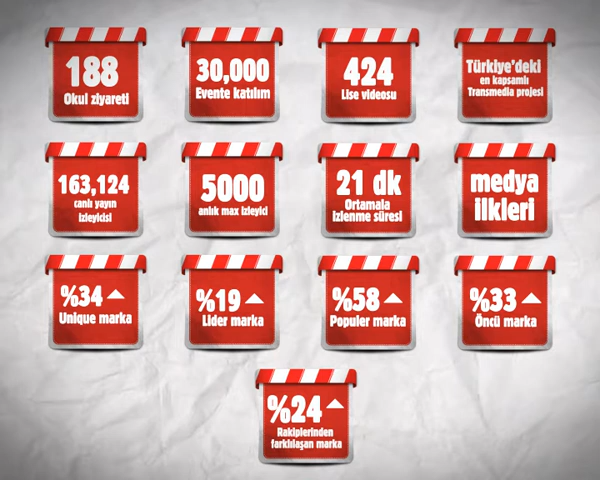 188
Okul ziyareti
30,000
Evente katılım
424
Lise videosu
Türkiye'deki
en kapsamlı
Transmedia projesi
163,124
canlı yayın
izleyicisi
5000
anlık max izleyici
21 dk
Ortamala
izlenme süresi
medya
ilkleri
%34
Unique marka
%19
Lider marka
%58
Populer marka
%33
Öncü marka
%24
Rakiplerinden
farklılaşan marka